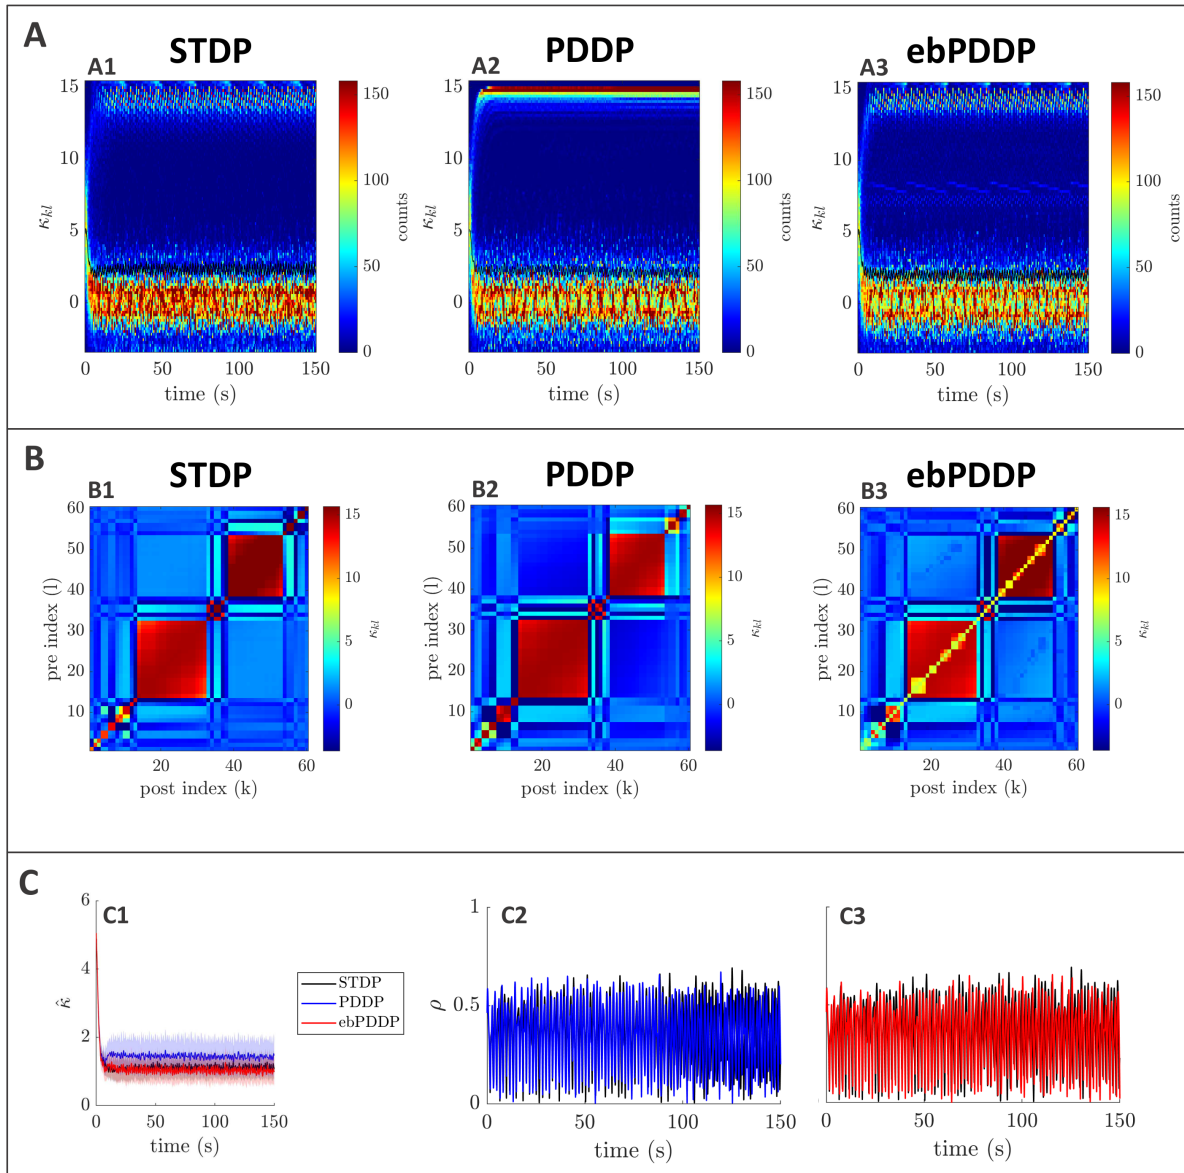 A
STDP
PDDP
ebPDDP
A1
A2
A3
15
10
5
0
κkl
0 50 100 150
time (s)
150
100
50
0
counts
15
10
5
0
κkl
0 50 100 150
time (s)
150
100
50
0
counts
15
10
5
0
κkl
0 50 100 150
time (s)
150
100
50
0
counts
B
STDP
PDDP
ebPDDP
B1
B2
B3
60
50
40
30
20
10
pre index (l)
20 40 60
post index (k)
15
10
5
0
κkl
60
50
40
30
20
10
pre index (l)
20 40 60
post index (k)
15
10
5
0
κkl
60
50
40
30
20
10
pre index (l)
20 40 60
post index (k)
15
10
5
0
κkl
C
C1
6
4
2
0
κ̂
0 50 100 150
time (s)
STDP
PDDP
ebPDDP
C2
1
0.5
0
ρ
0 50 100 150
time (s)
C3
0 50 100 150
time (s)